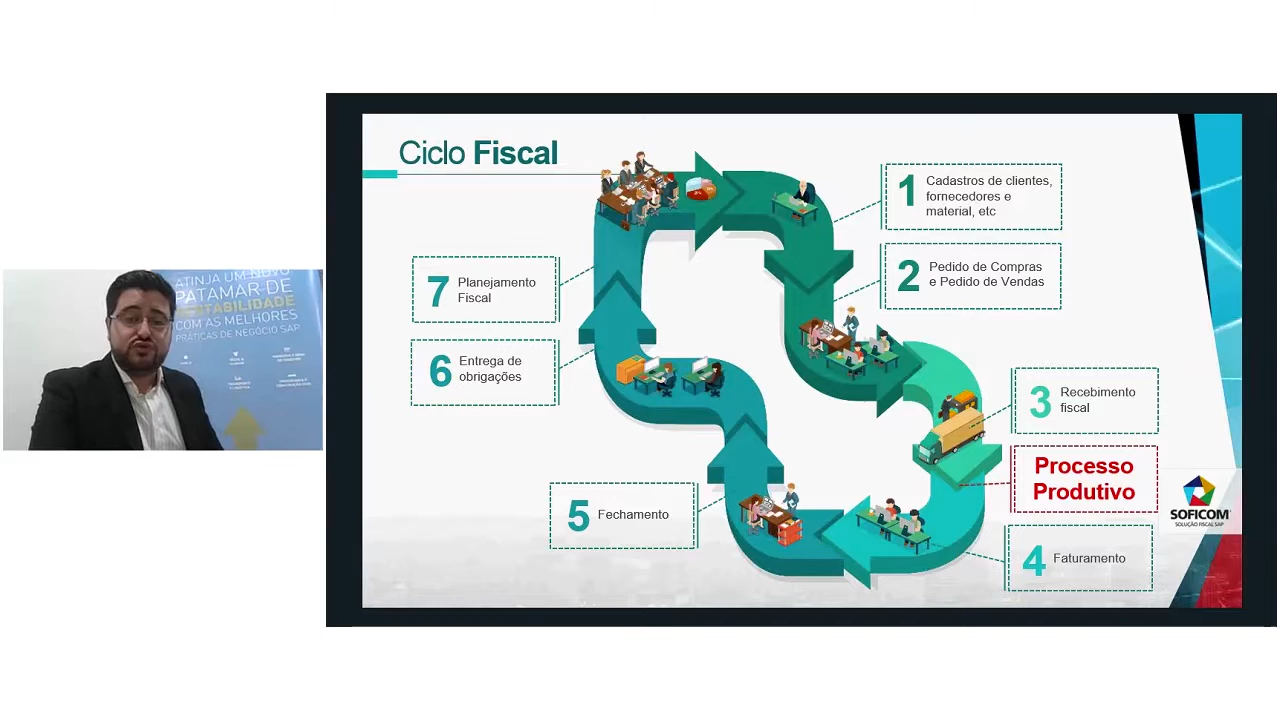 Ciclo Fiscal
1 Cadastros de clientes,
fornecedores e
material, etc
2 Pedido de Compras
e Pedido de Vendas
3 Recebimento
fiscal
Processo
Produtivo
4 Faturamento
5 Fechamento
6 Entrega de
obrigações
7 Planejamento
Fiscal
SOFICOM
SOLUÇÃO FISCAL SAP
ATINJA UM NOVO
PATAMAR DE
COM AS MELHORES
PRÁTICAS DE NEGÓCIO SAP